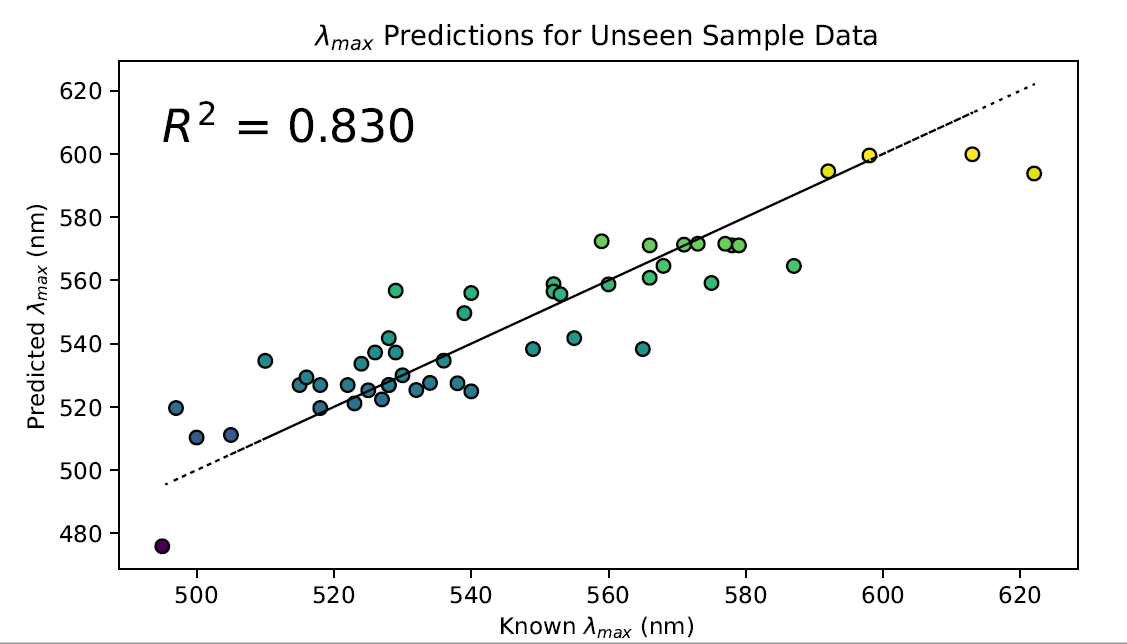 λmax Predictions for Unseen Sample Data
R² = 0.830
Predicted λmax (nm)
620
600
580
560
540
520
500
480
500 520 540 560 580 600 620
Known λmax (nm)